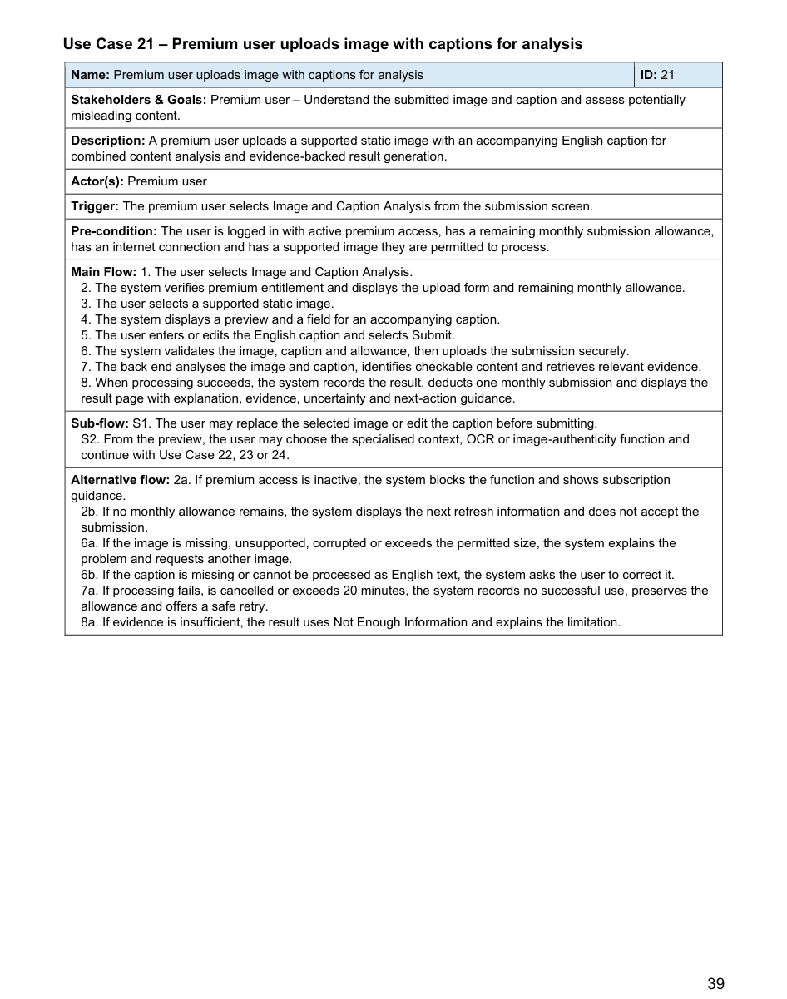 Use Case 21 – Premium user uploads image with captions for analysis
Name: Premium user uploads image with captions for analysis
ID: 21
Stakeholders & Goals: Premium user – Understand the submitted image and caption and assess potentially
misleading content.
Description: A premium user uploads a supported static image with an accompanying English caption for
combined content analysis and evidence-backed result generation.
Actor(s): Premium user
Trigger: The premium user selects Image and Caption Analysis from the submission screen.
Pre-condition: The user is logged in with active premium access, has a remaining monthly submission allowance,
has an internet connection and has a supported image they are permitted to process.
Main Flow: 1. The user selects Image and Caption Analysis.
2. The system verifies premium entitlement and displays the upload form and remaining monthly allowance.
3. The user selects a supported static image.
4. The system displays a preview and a field for an accompanying caption.
5. The user enters or edits the English caption and selects Submit.
6. The system validates the image, caption and allowance, then uploads the submission securely.
7. The back end analyses the image and caption, identifies checkable content and retrieves relevant evidence.
8. When processing succeeds, the system records the result, deducts one monthly submission and displays the
result page with explanation, evidence, uncertainty and next-action guidance.
Sub-flow: S1. The user may replace the selected image or edit the caption before submitting.
S2. From the preview, the user may choose the specialised context, OCR or image-authenticity function and
continue with Use Case 22, 23 or 24.
Alternative flow: 2a. If premium access is inactive, the system blocks the function and shows subscription
guidance.
2b. If no monthly allowance remains, the system displays the next refresh information and does not accept the
submission.
6a. If the image is missing, unsupported, corrupted or exceeds the permitted size, the system explains the
problem and requests another image.
6b. If the caption is missing or cannot be processed as English text, the system asks the user to correct it.
7a. If processing fails, is cancelled or exceeds 20 minutes, the system records no successful use, preserves the
allowance and offers a safe retry.
8a. If evidence is insufficient, the result uses Not Enough Information and explains the limitation.
39